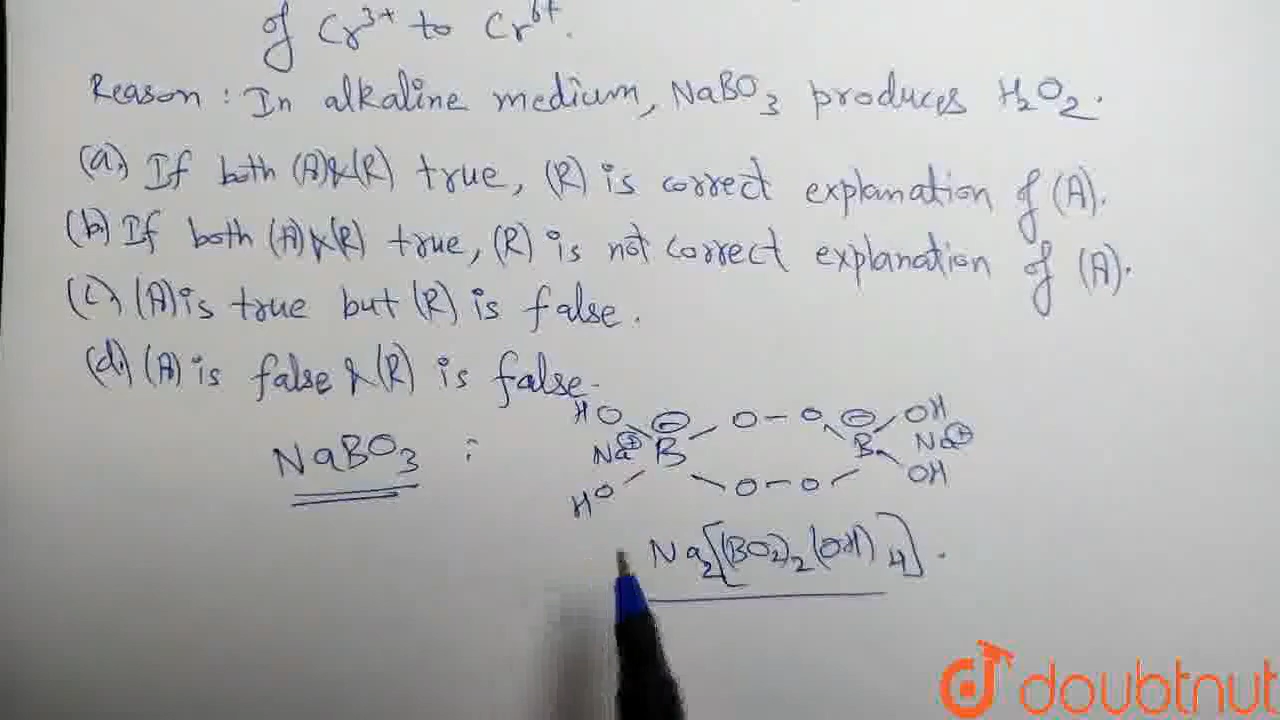 of Cr³⁺ to Cr⁶⁺.
Reason : In alkaline medium, NaBO₃ produces H₂O₂.
(a) If both (A)&(R) true, (R) is correct explanation of (A).
(b) If both (A)&(R) true, (R) is not correct explanation of (A).
(c) (A) is true but (R) is false.
(d) (A) is false &(R) is false.
HO ⊖ O - O ⊖ OH
NaBO₃ : Na⊕ B B Na⊕
HO O - O OH
Na₂[(BO₂)₂(OH)₄].
doubtnut